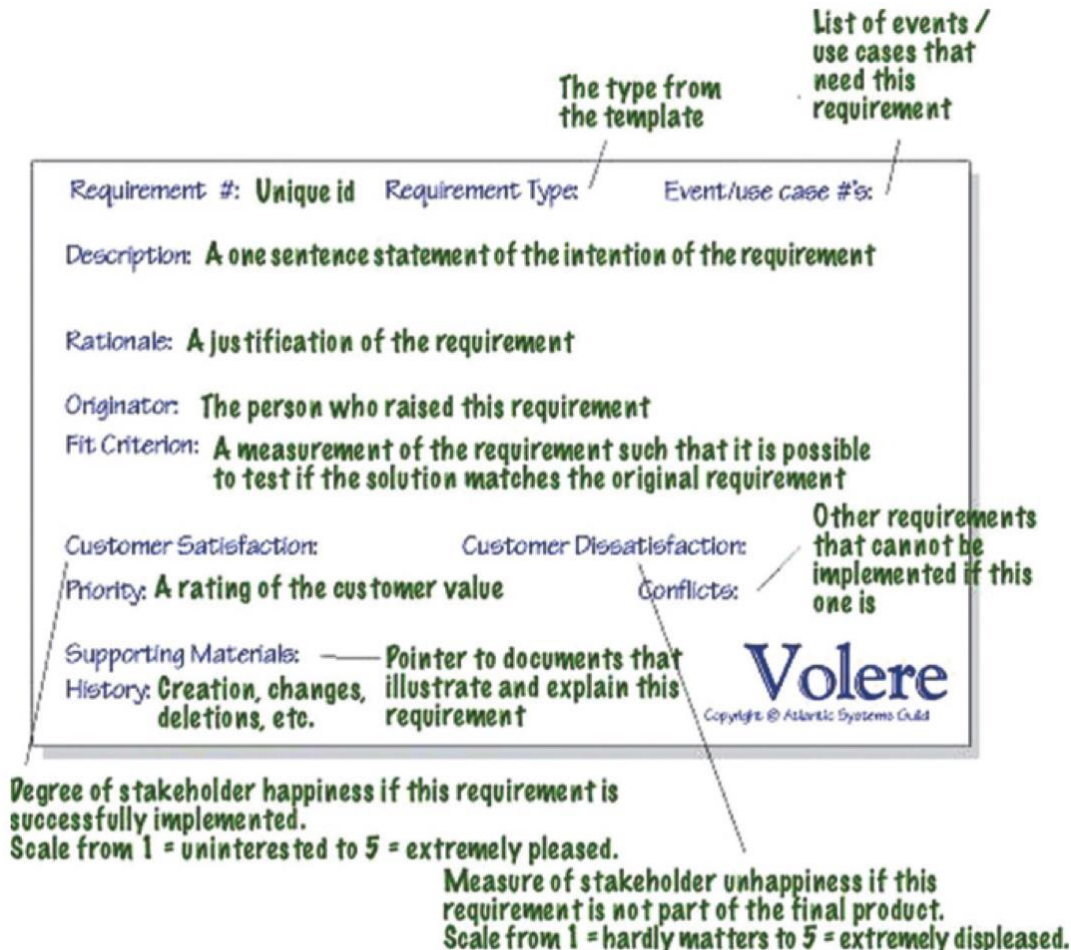 List of events /
use cases that
need this
requirement
The type from
the template
Requirement #: Unique id Requirement Type: Event/use case #'s:
Description: A one sentence statement of the intention of the requirement
Rationale: A justification of the requirement
Originator: The person who raised this requirement
Fit Criterion: A measurement of the requirement such that it is possible
to test if the solution matches the original requirement
Other requirements
that cannot be
implemented if this
one is
Customer Satisfaction: Customer Dissatisfaction:
Priority: A rating of the customer value Conflicts:
Supporting Materials: Pointer to documents that
illustrate and explain this
requirement
History: Creation, changes,
deletions, etc.
Volere
Copyright © Atlantic Systems Guild
Degree of stakeholder happiness if this requirement is
successfully implemented.
Scale from 1 = uninterested to 5 = extremely pleased.
Measure of stakeholder unhappiness if this
requirement is not part of the final product.
Scale from 1 = hardly matters to 5 = extremely displeased.